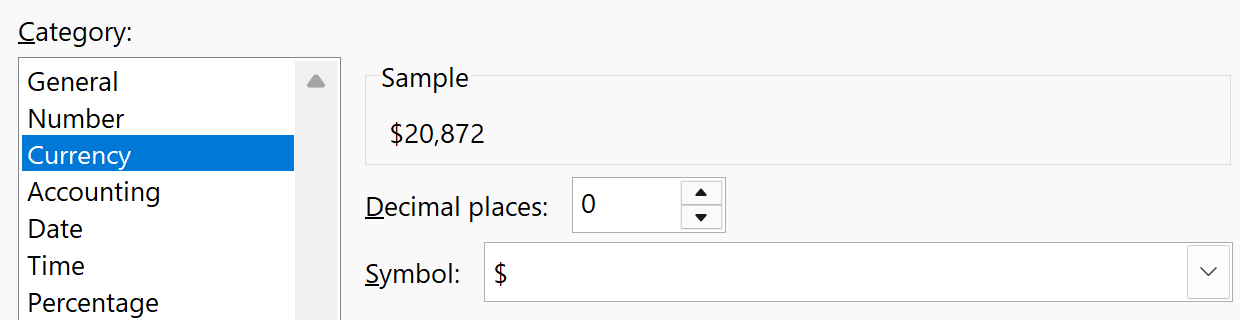 Category:
General
Number
Currency
Accounting
Date
Time
Percentage
Sample
$20,872
Decimal places: 0
Symbol: $